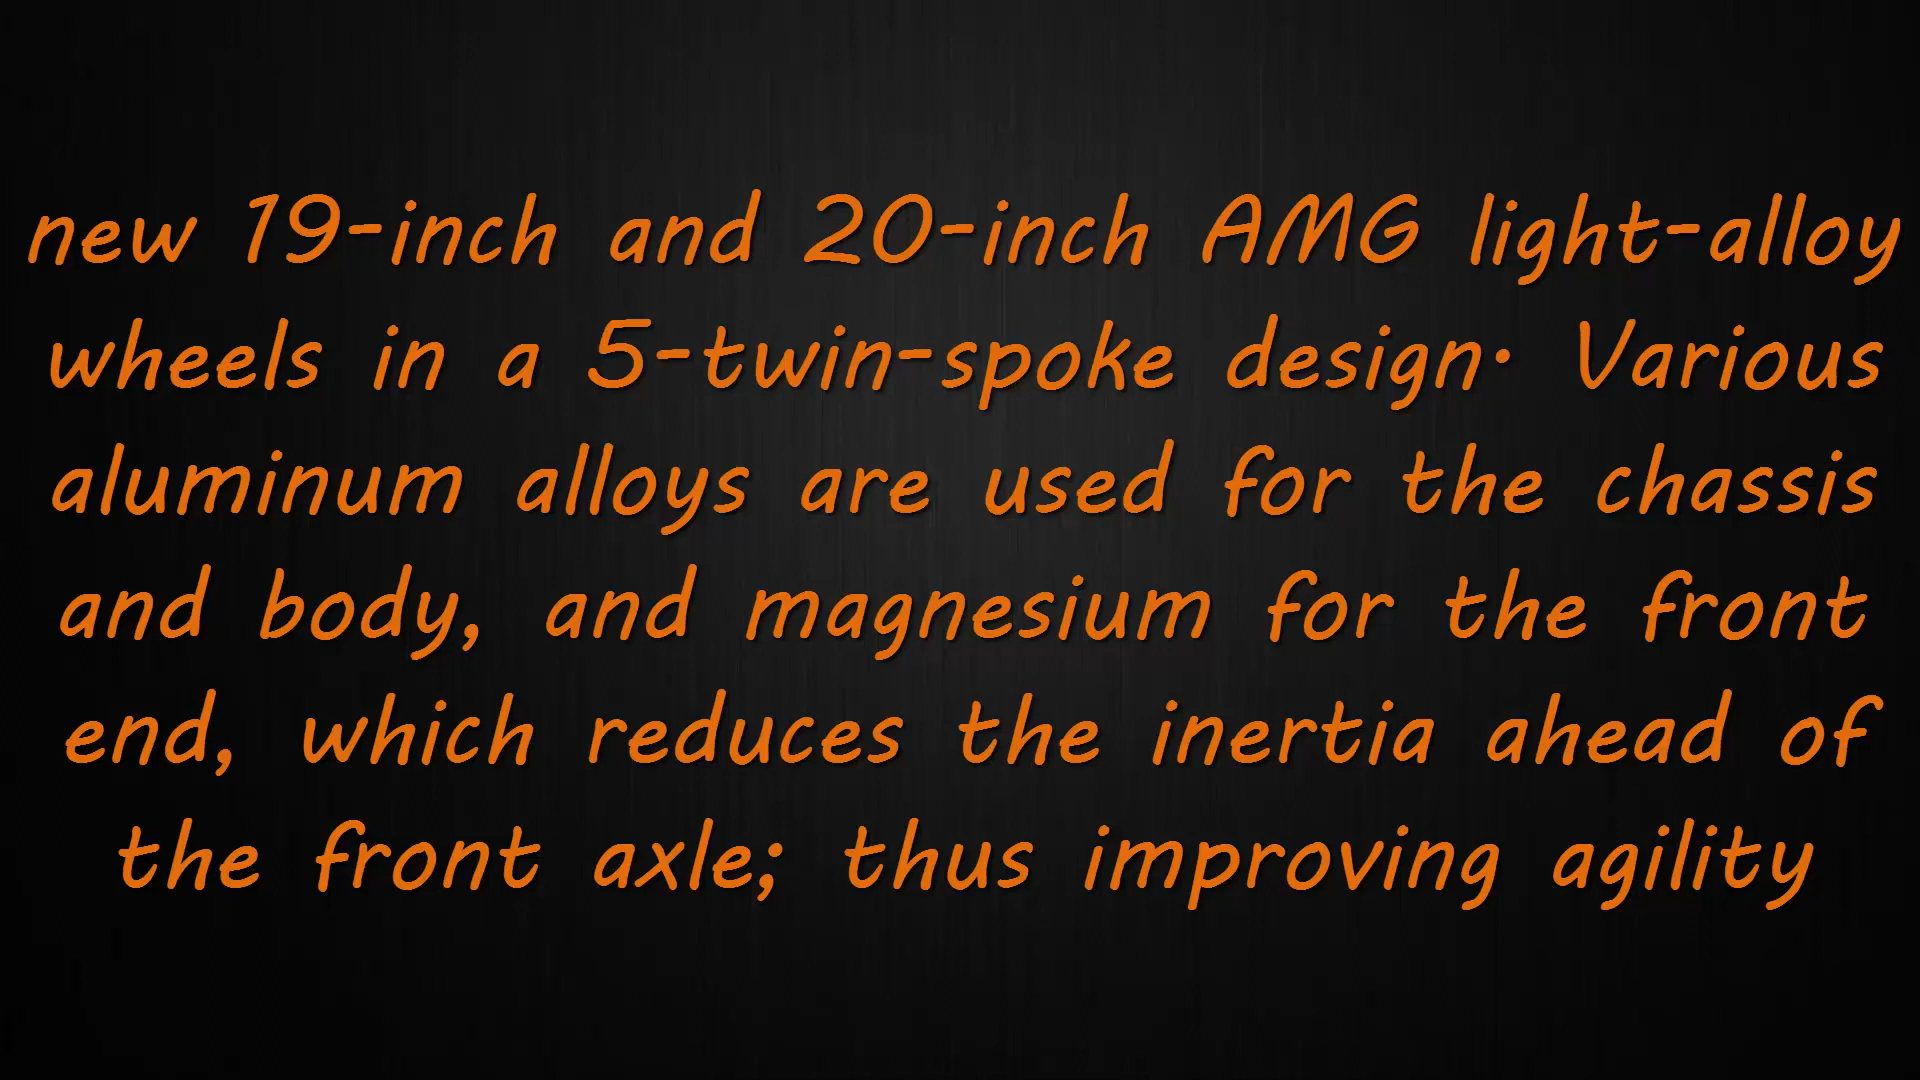 new 19-inch and 20-inch AMG light-alloy
wheels in a 5-twin-spoke design. Various
aluminum alloys are used for the chassis
and body, and magnesium for the front
end, which reduces the inertia ahead of
the front axle; thus improving agility